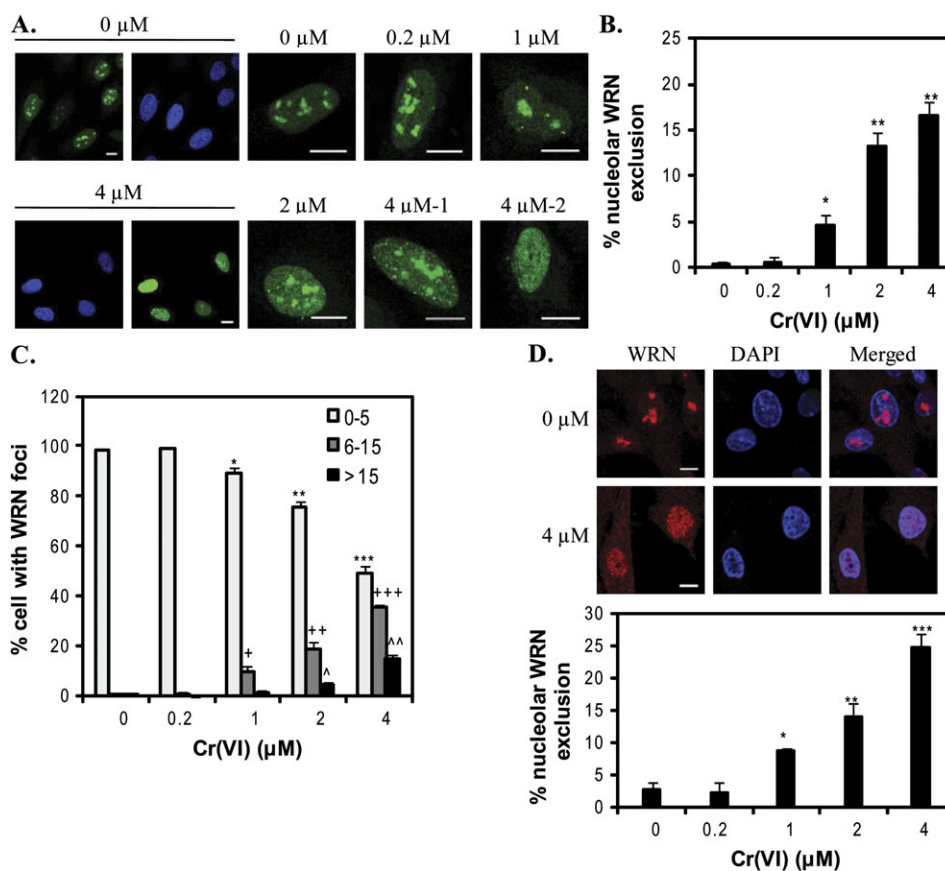 A.
0 µM
0 µM
0.2 µM
1 µM
4 µM
2 µM
4 µM-1
4 µM-2
B.
% nucleolar WRN
exclusion
25
20
15
10
5
0
*
**
**
0
0.2
1
2
4
Cr(VI) (µM)
C.
% cell with WRN foci
120
100
80
60
40
20
0
0-5
6-15
>15
*
+
**
++
^
***
+++
^^
0
0.2
1
2
4
Cr(VI) (µM)
D.
WRN
DAPI
Merged
0 µM
4 µM
% nucleolar WRN
exclusion
30
25
20
15
10
5
0
*
**
***
0
0.2
1
2
4
Cr(VI) (µM)